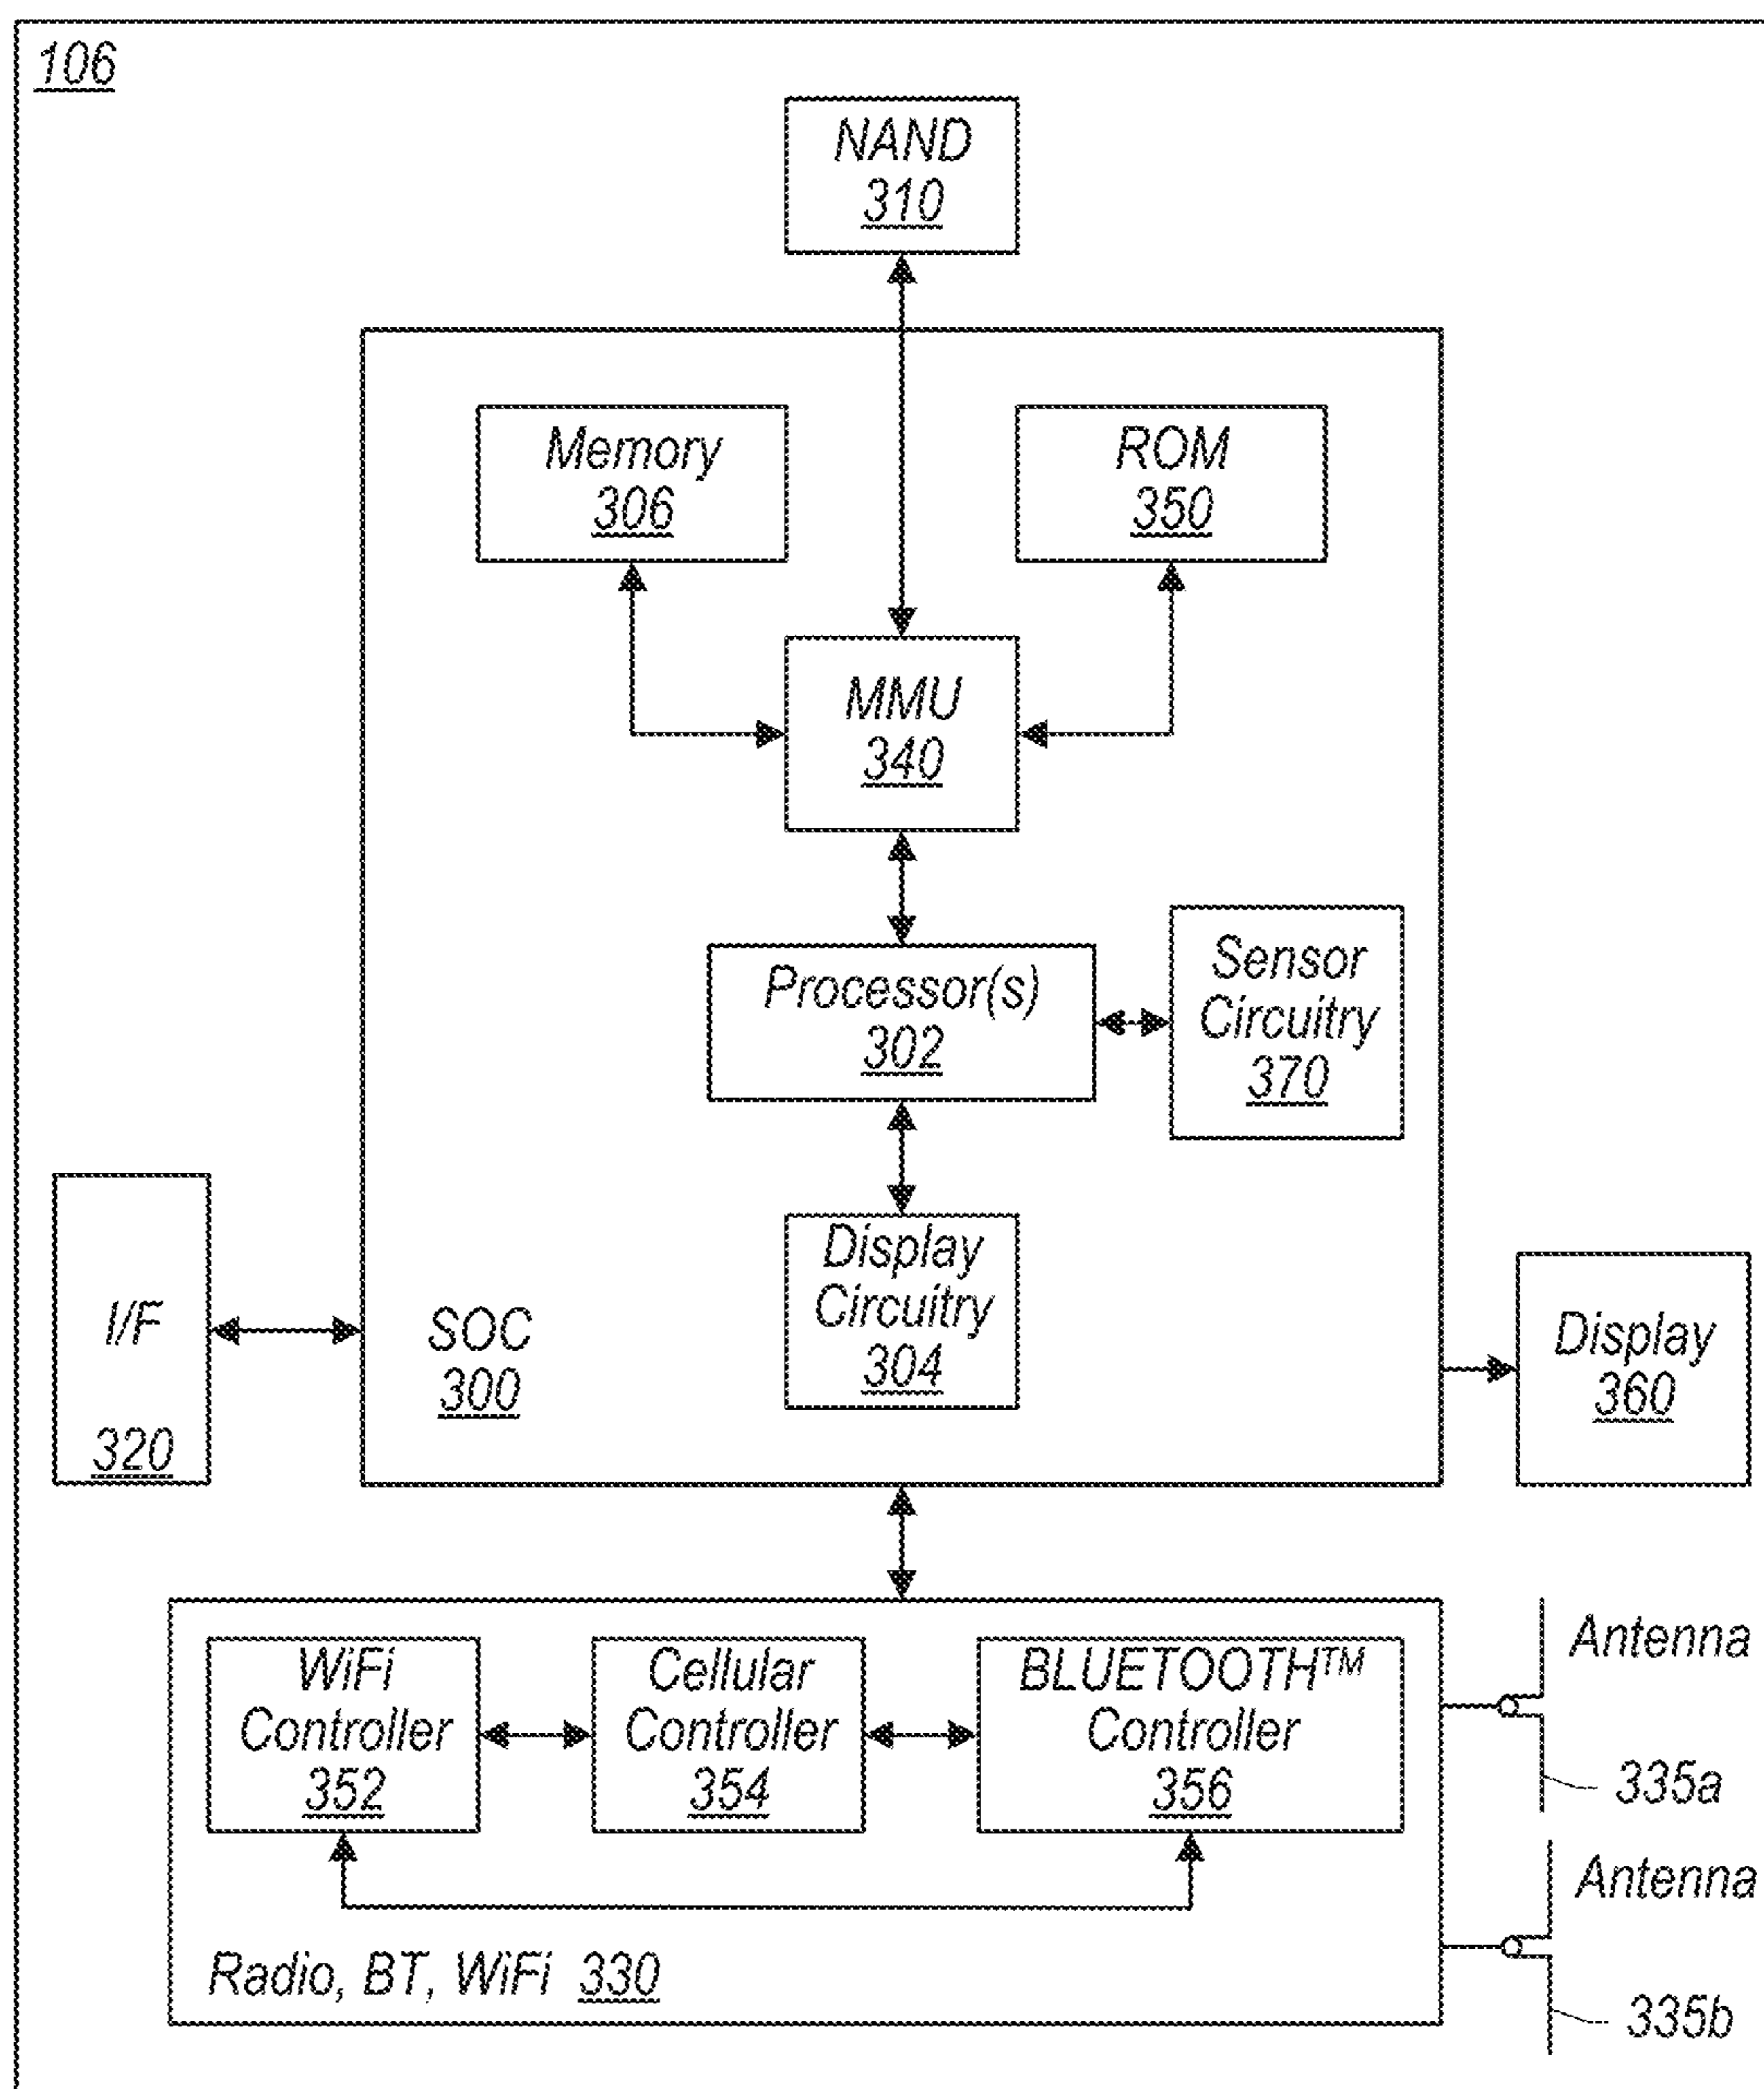 106
NAND
310
Memory
306
ROM
350
MMU
340
Processor(s)
302
Sensor
Circuitry
370
Display
Circuitry
304
I/F
320
SOC
300
Display
360
WiFi
Controller
352
Cellular
Controller
354
BLUETOOTH™
Controller
356
Radio, BT, WiFi 330
Antenna
335a
Antenna
335b